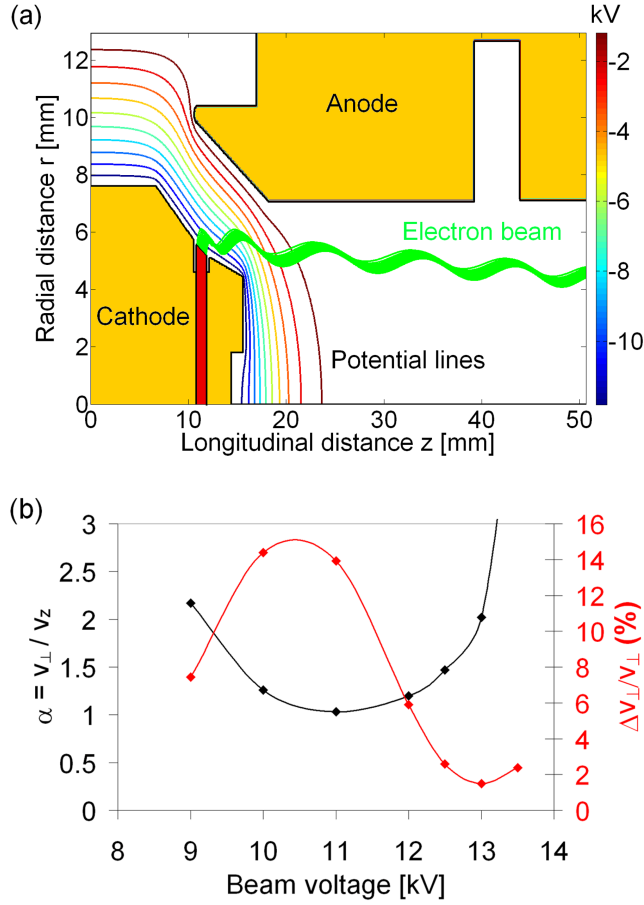 (a)
kV
12
10
8
6
4
2
0
Radial distance r [mm]
Anode
Electron beam
Cathode
Potential lines
-2
-4
-6
-8
-10
0 10 20 30 40 50
Longitudinal distance z [mm]
(b)
3
2.5
2
1.5
1
0.5
0
α = v⊥ / vz
16
14
12
10
8
6
4
2
0
Δv⊥/v⊥ (%)
8 9 10 11 12 13 14
Beam voltage [kV]